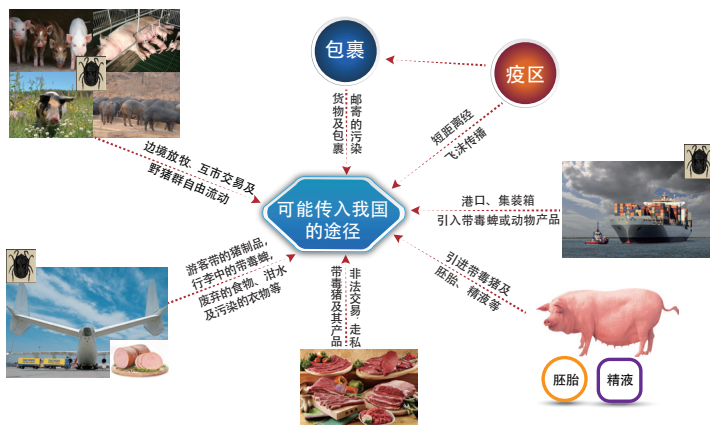 包裹
疫区
邮寄的污染
货物及包裹
短距离经
飞沫传播
边境放牧、互市交易及
野猪群自由流动
可能传入我国
的途径
港口、集装箱
引入带毒蜱或动物产品
游客带的猪制品，
行李中的带毒蜱，
废弃的食物、泔水
及污染的衣物等
非法交易、走私
带毒猪及其产品
引进带毒猪及
胚胎、精液等
胚胎
精液